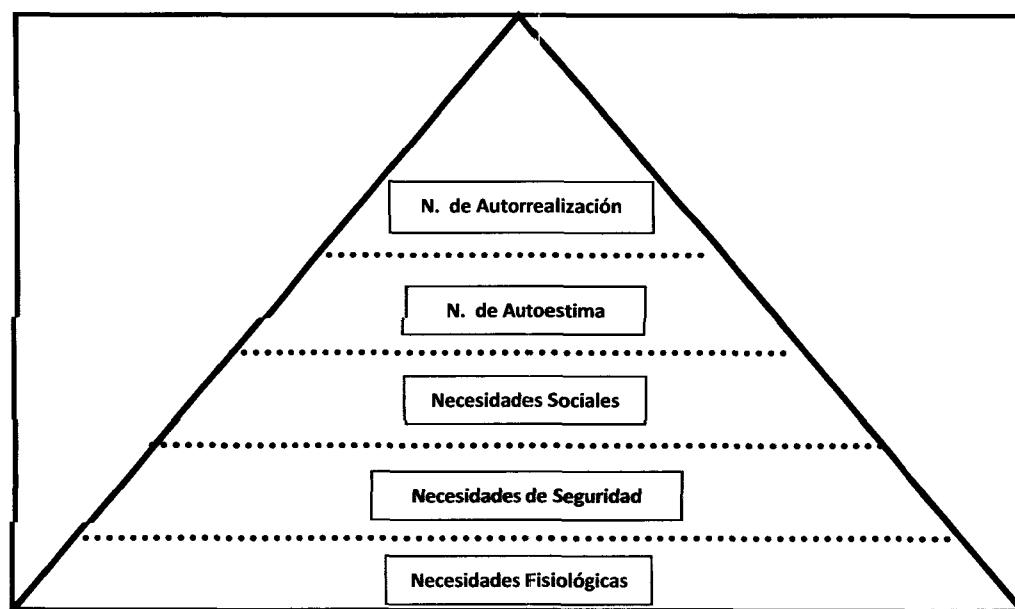 N. de Autorrealización
N. de Autoestima
Necesidades Sociales
Necesidades de Seguridad
Necesidades Fisiológicas